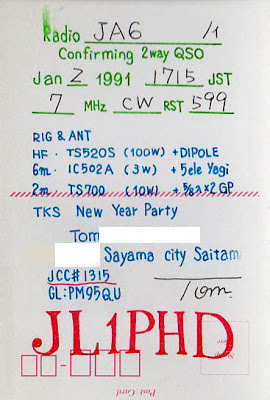 Radio JA6 /1
Confirming 2way QSO
Jan 2 1991 1715 JST
7 MHz CW RST 599
RIG & ANT
HF . TS520S (100W) + DIPOLE
6m . IC502A (3W) + 5ele Yagi
2m. TS700 (10W) + 5/8λ×2 GP
TKS New Year Party
Tom
Sayama city Saitam
JCC#1315
GL:PM95QU
Tom.
JL1PHD
Post Card